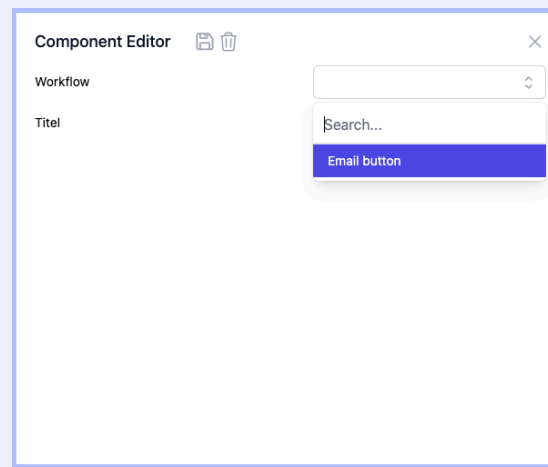 Component Editor
Workflow
Titel
Search...
Email button